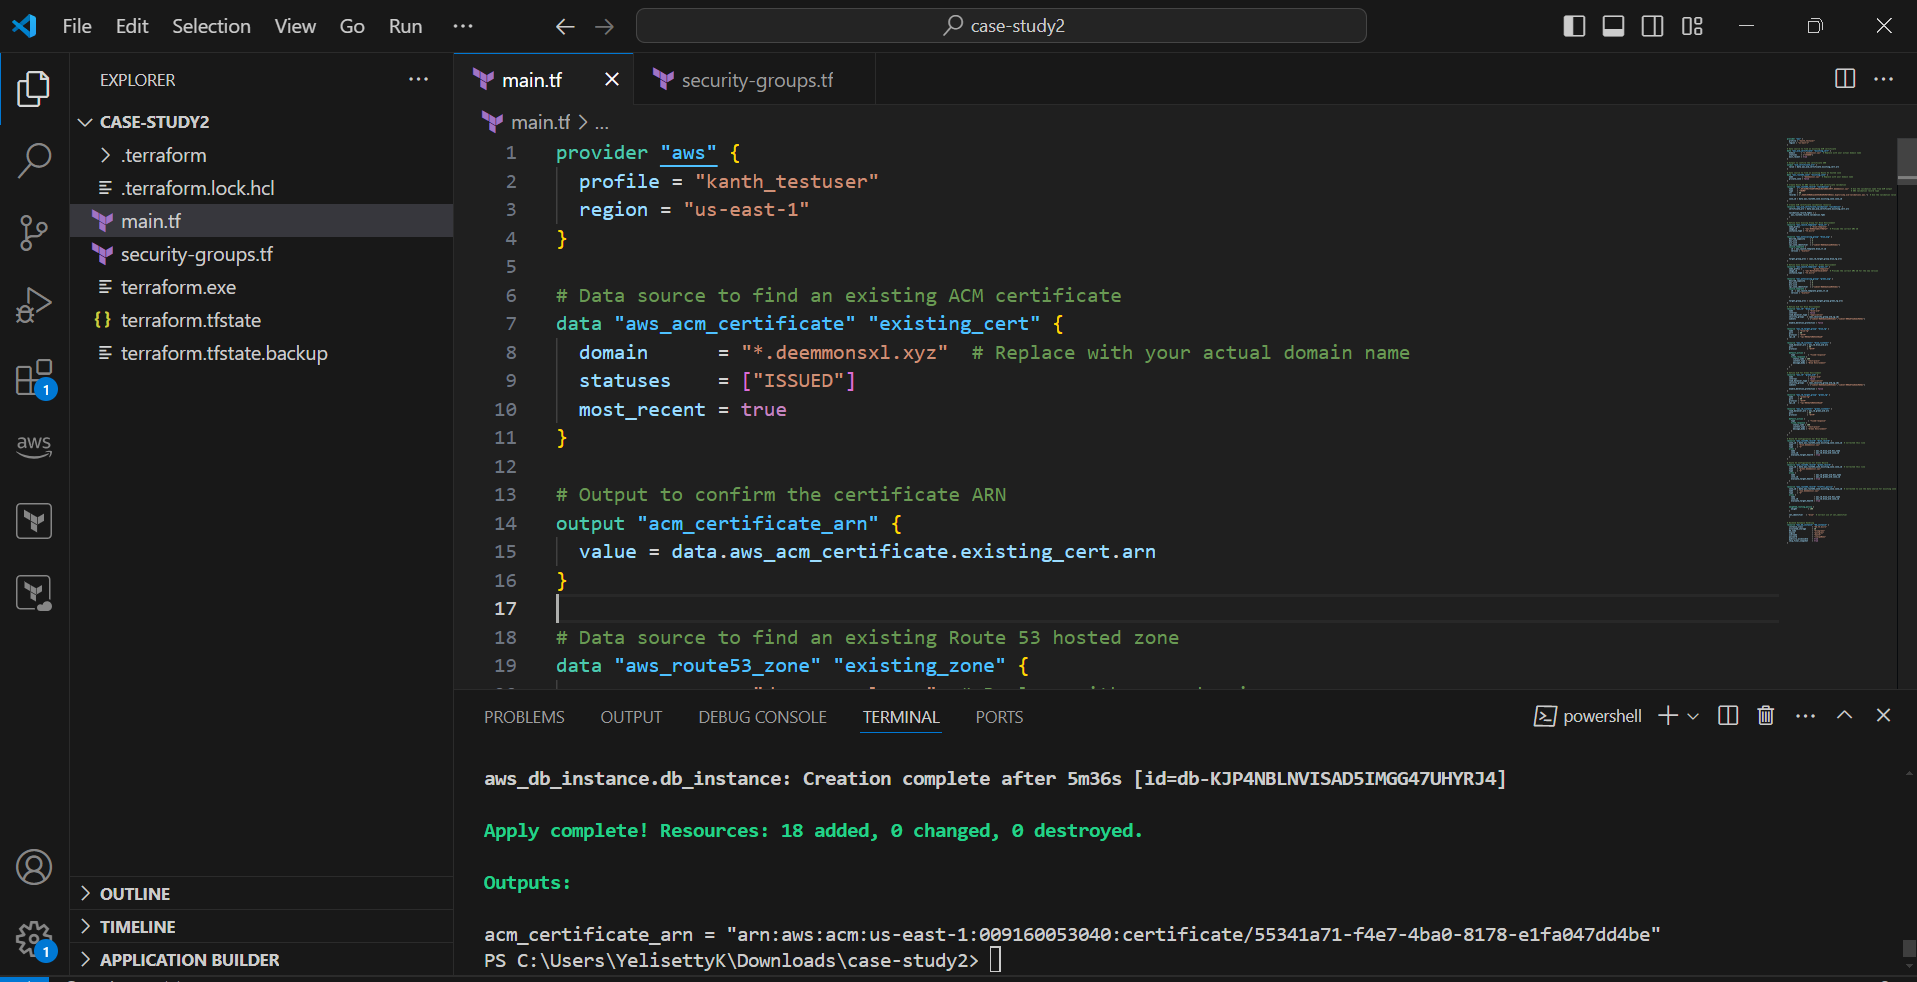 File Edit Selection View Go Run ···
case-study2
EXPLORER ···
CASE-STUDY2
.terraform
.terraform.lock.hcl
main.tf
security-groups.tf
terraform.exe
{} terraform.tfstate
terraform.tfstate.backup
1
aws
1
OUTLINE
TIMELINE
APPLICATION BUILDER
main.tf
security-groups.tf
main.tf > ...
1 provider "aws" {
2 profile = "kanth_testuser"
3 region = "us-east-1"
4 }
5
6 # Data source to find an existing ACM certificate
7 data "aws_acm_certificate" "existing_cert" {
8 domain = "*.deemmonsxl.xyz" # Replace with your actual domain name
9 statuses = ["ISSUED"]
10 most_recent = true
11 }
12
13 # Output to confirm the certificate ARN
14 output "acm_certificate_arn" {
15 value = data.aws_acm_certificate.existing_cert.arn
16 }
17
18 # Data source to find an existing Route 53 hosted zone
19 data "aws_route53_zone" "existing_zone" {
PROBLEMS OUTPUT DEBUG CONSOLE TERMINAL PORTS
powershell
aws_db_instance.db_instance: Creation complete after 5m36s [id=db-KJP4NBLNVISAD5IMGG47UHYRJ4]
Apply complete! Resources: 18 added, 0 changed, 0 destroyed.
Outputs:
acm_certificate_arn = "arn:aws:acm:us-east-1:009160053040:certificate/55341a71-f4e7-4ba0-8178-e1fa047dd4be"
PS C:\Users\YelisettyK\Downloads\case-study2>